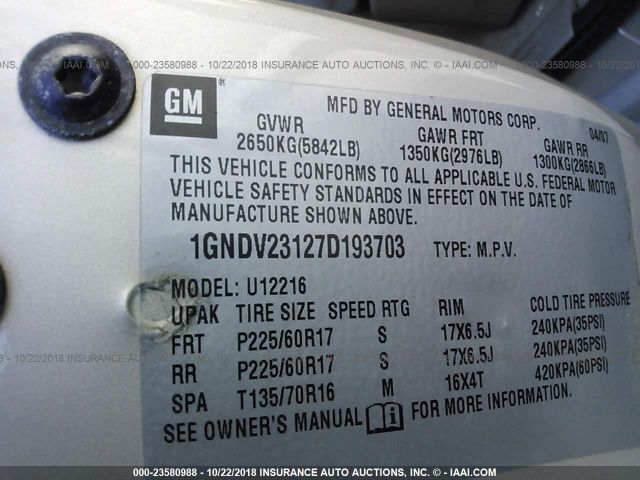 000-23580988 - 10/22/2018 INSURANCE AUTO AUCTIONS, INC. - IAAI.COM
GM
®
MFD BY GENERAL MOTORS CORP. 04/07
GVWR GAWR FRT GAWR RR
2650KG(5842LB) 1350KG(2976LB) 1300KG(2866LB)
THIS VEHICLE CONFORMS TO ALL APPLICABLE U.S. FEDERAL MOTOR
VEHICLE SAFETY STANDARDS IN EFFECT ON THE DATE OF
MANUFACTURE SHOWN ABOVE.
1GNDV23127D193703 TYPE: M.P.V.
MODEL: U12216
UPAK TIRE SIZE SPEED RTG RIM COLD TIRE PRESSURE
FRT P225/60R17 S 17X6.5J 240KPA(35PSI)
RR P225/60R17 S 17X6.5J 240KPA(35PSI)
SPA T135/70R16 M 16X4T 420KPA(60PSI)
SEE OWNER'S MANUAL i FOR MORE INFORMATION.
000-23580988 - 10/22/2018 INSURANCE AUTO AUCTIONS, INC. - IAAI.COM